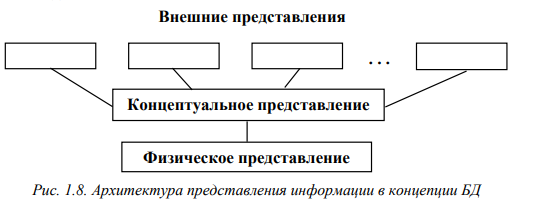 Внешние представления
...
Концептуальное представление
Физическое представление
Рис. 1.8. Архитектура представления информации в концепции БД